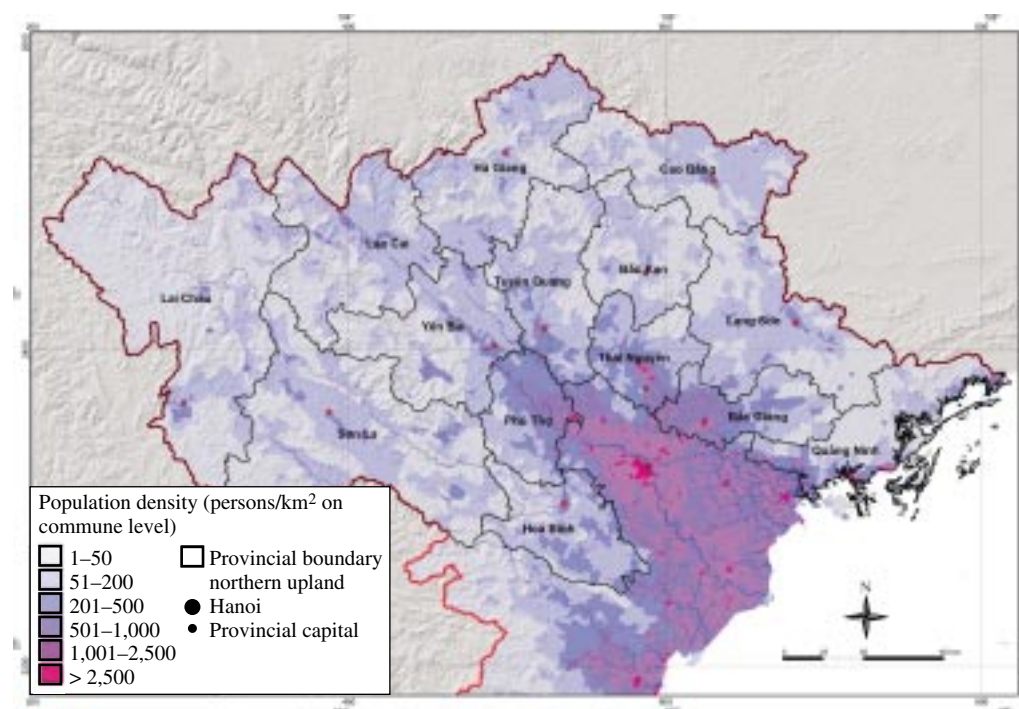 Hà Giang
Cao Bằng
Lào Cai
Bắc Kạn
Tuyên Quang
Lai Châu
Lạng Sơn
Yên Bái
Thái Nguyên
Bắc Giang
Phú Thọ
Sơn La
Quảng Ninh
Hoà Bình
N
Population density (persons/km² on
commune level)
1–50
51–200
201–500
501–1,000
1,001–2,500
> 2,500
Provincial boundary
northern upland
Hanoi
Provincial capital